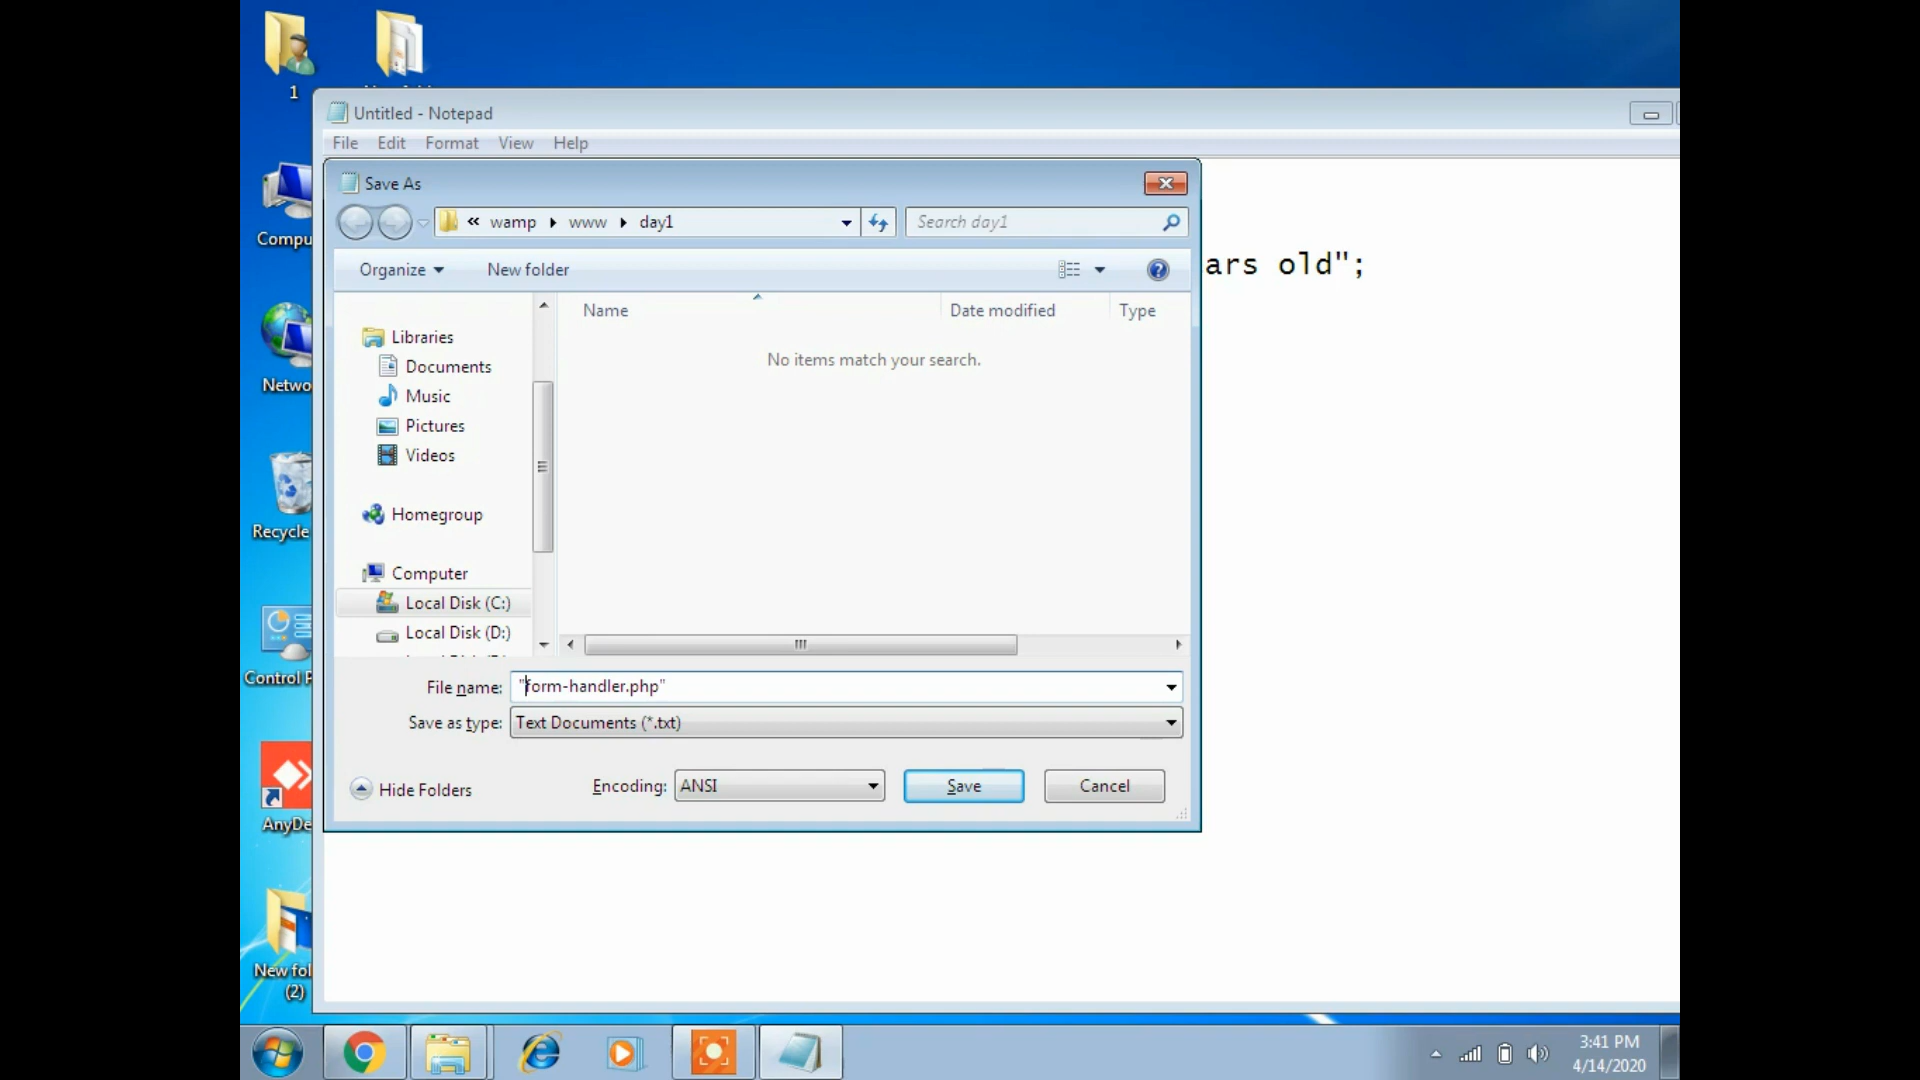 1
Untitled - Notepad
File Edit Format View Help
Save As
« wamp www day1
Search day1
Organize New folder
ars old";
Name Date modified Type
No items match your search.
Libraries
Documents
Music
Pictures
Videos
Homegroup
Computer
Local Disk (C:)
Local Disk (D:)
File name: "form-handler.php"
Save as type: Text Documents (*.txt)
Hide Folders
Encoding: ANSI
Save
Cancel
Compu
Netwo
Recycle
Control P
AnyDe
New fol
(2)
3:41 PM
4/14/2020